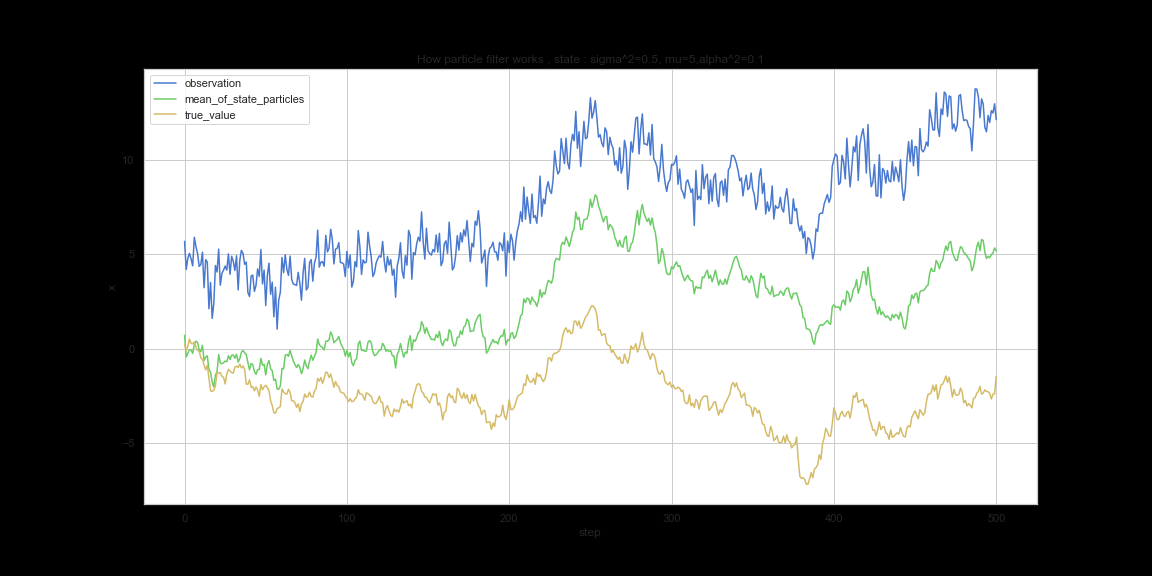 How particle filter works , state : sigma^2=0.5, mu=5,alpha^2=0.1
observation
mean_of_state_particles
true_value
10
5
0
−5
x
0 100 200 300 400 500
step